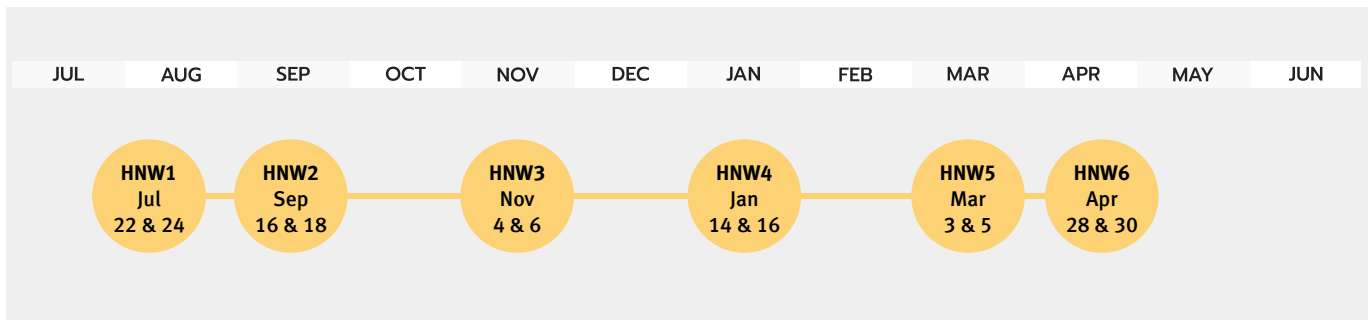 JUL AUG SEP OCT NOV DEC JAN FEB MAR APR MAY JUN
HNW1
Jul
22 & 24
HNW2
Sep
16 & 18
HNW3
Nov
4 & 6
HNW4
Jan
14 & 16
HNW5
Mar
3 & 5
HNW6
Apr
28 & 30